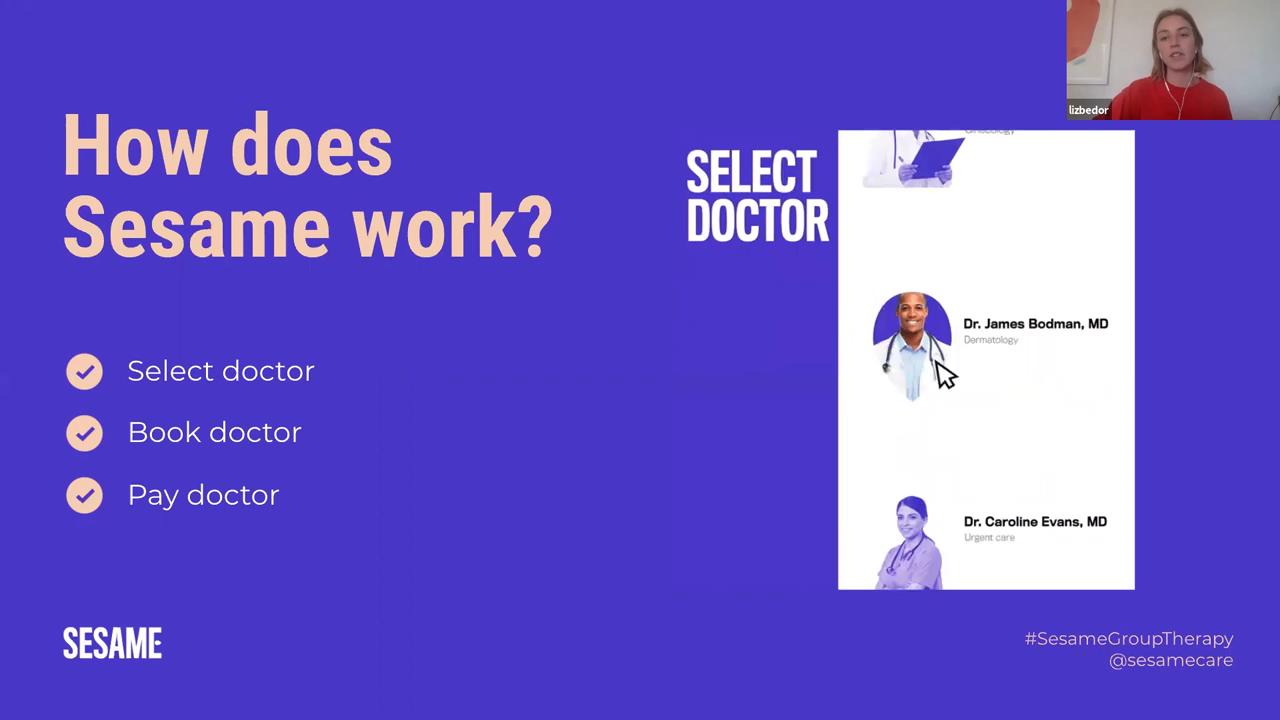 How does
Sesame work?
Select doctor
Book doctor
Pay doctor
SESAME
SELECT
DOCTOR
Dr. James Bodman, MD
Dermatology
Dr. Caroline Evans, MD
Urgent care
lizbedor
#SesameGroupTherapy
@sesamecare